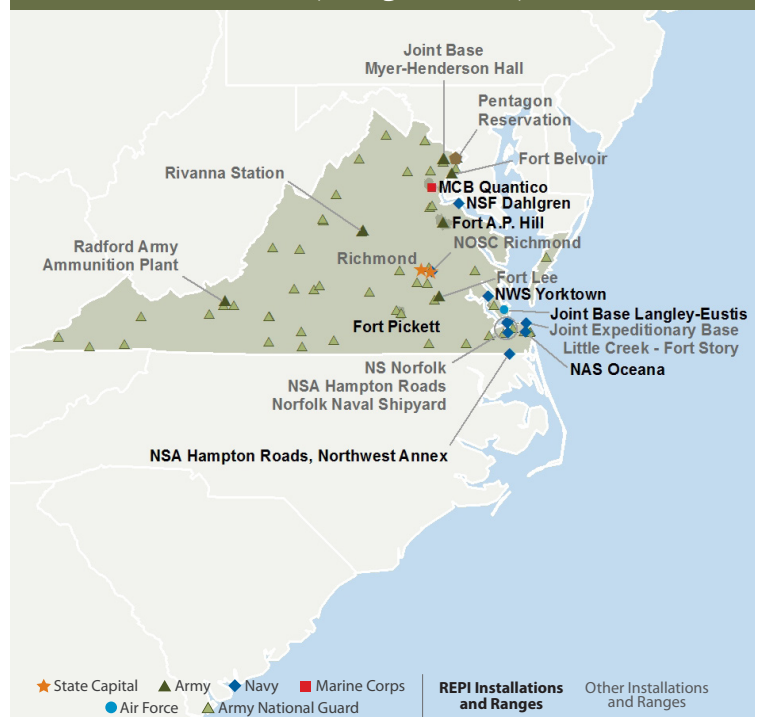 Joint Base
Myer-Henderson Hall
Pentagon
Reservation
Fort Belvoir
Rivanna Station
MCB Quantico
NSF Dahlgren
Fort A.P. Hill
NOSC Richmond
Radford Army
Ammunition Plant
Richmond
Fort Lee
NWS Yorktown
Joint Base Langley-Eustis
Fort Pickett
Joint Expeditionary Base
Little Creek - Fort Story
NS Norfolk
NSA Hampton Roads
Norfolk Naval Shipyard
NAS Oceana
NSA Hampton Roads, Northwest Annex
State Capital Army Navy Marine Corps
Air Force Army National Guard
REPI Installations
and Ranges
Other Installations
and Ranges